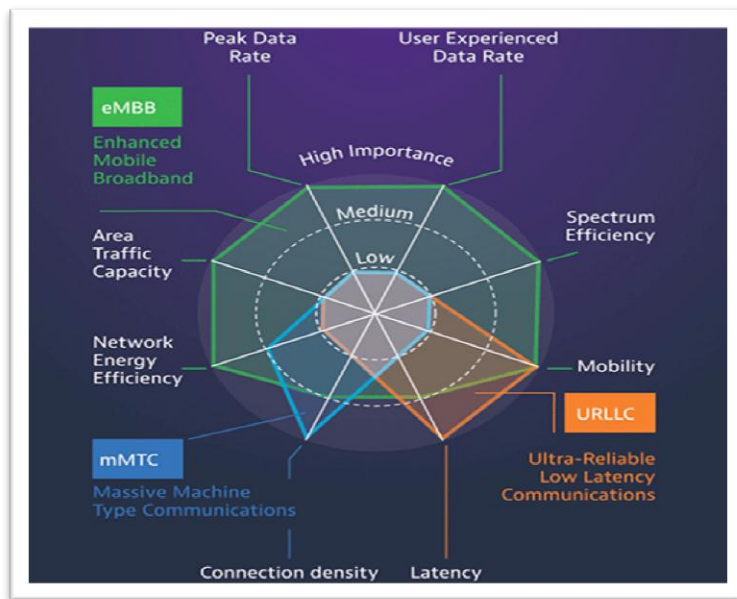 Peak Data
Rate
User Experienced
Data Rate
eMBB
Enhanced
Mobile
Broadband
High Importance
Medium
Low
Area
Traffic
Capacity
Spectrum
Efficiency
Network
Energy
Efficiency
Mobility
mMTC
Massive Machine
Type Communications
URLLC
Ultra-Reliable
Low Latency
Communications
Connection density
Latency